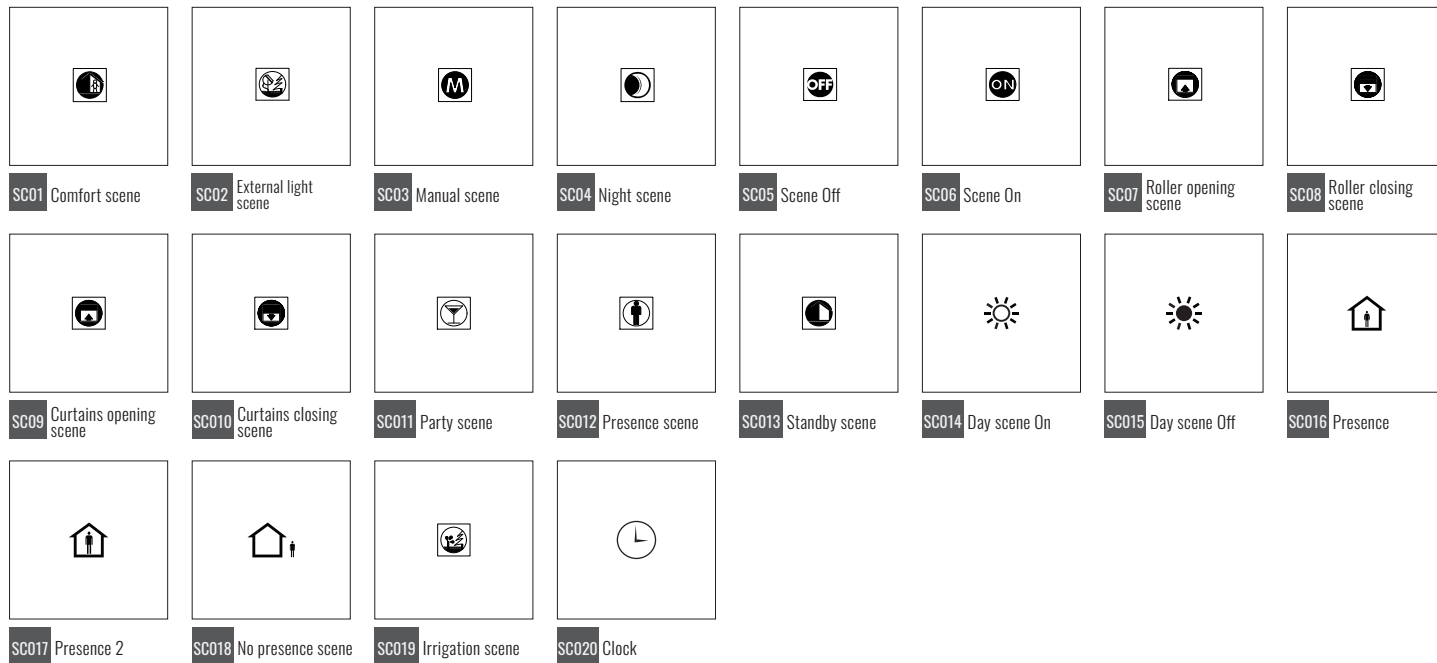 M
OFF
ON
SC01 Comfort scene
SC02 External light
scene
SC03 Manual scene
SC04 Night scene
SC05 Scene Off
SC06 Scene On
SC07 Roller opening
scene
SC08 Roller closing
scene
SC09 Curtains opening
scene
SC010 Curtains closing
scene
SC011 Party scene
SC012 Presence scene
SC013 Standby scene
SC014 Day scene On
SC015 Day scene Off
SC016 Presence
SC017 Presence 2
SC018 No presence scene
SC019 Irrigation scene
SC020 Clock